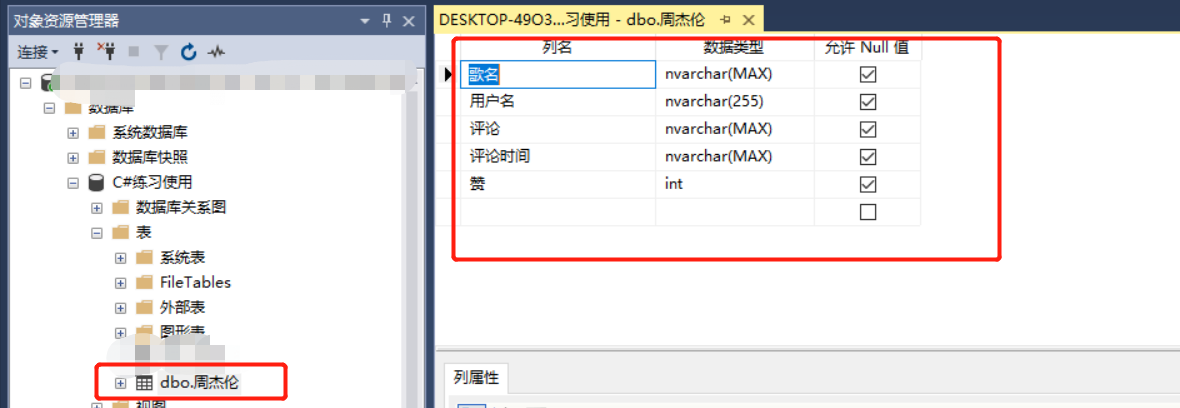 对象资源管理器
连接
数据库
系统数据库
数据库快照
C#练习使用
数据库关系图
表
系统表
FileTables
外部表
图形表
dbo.周杰伦
视图
DESKTOP-49O3...习使用 - dbo.周杰伦
列名 数据类型 允许 Null 值
歌名 nvarchar(MAX)
用户名 nvarchar(255)
评论 nvarchar(MAX)
评论时间 nvarchar(MAX)
赞 int
列属性